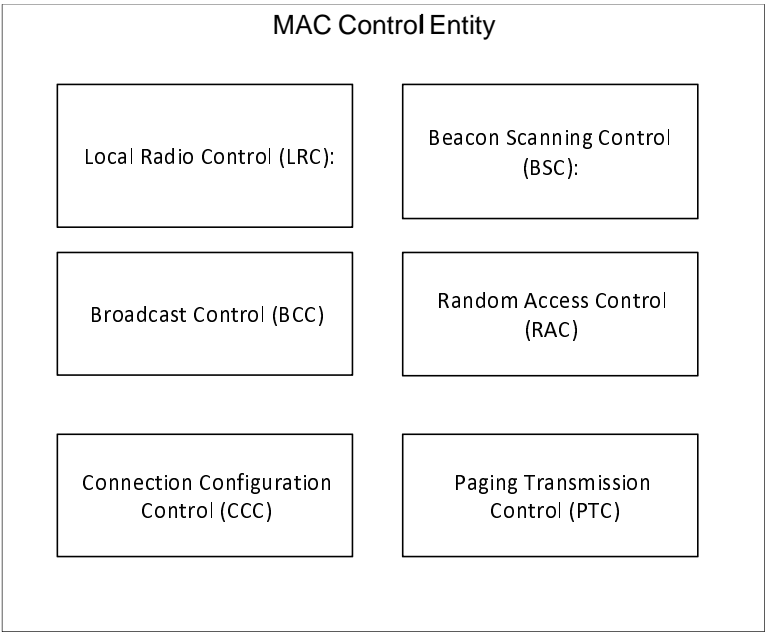 MAC Control Entity
Local Radio Control (LRC):
Beacon Scanning Control
(BSC):
Broadcast Control (BCC)
Random Access Control
(RAC)
Connection Configuration
Control (CCC)
Paging Transmission
Control (PTC)